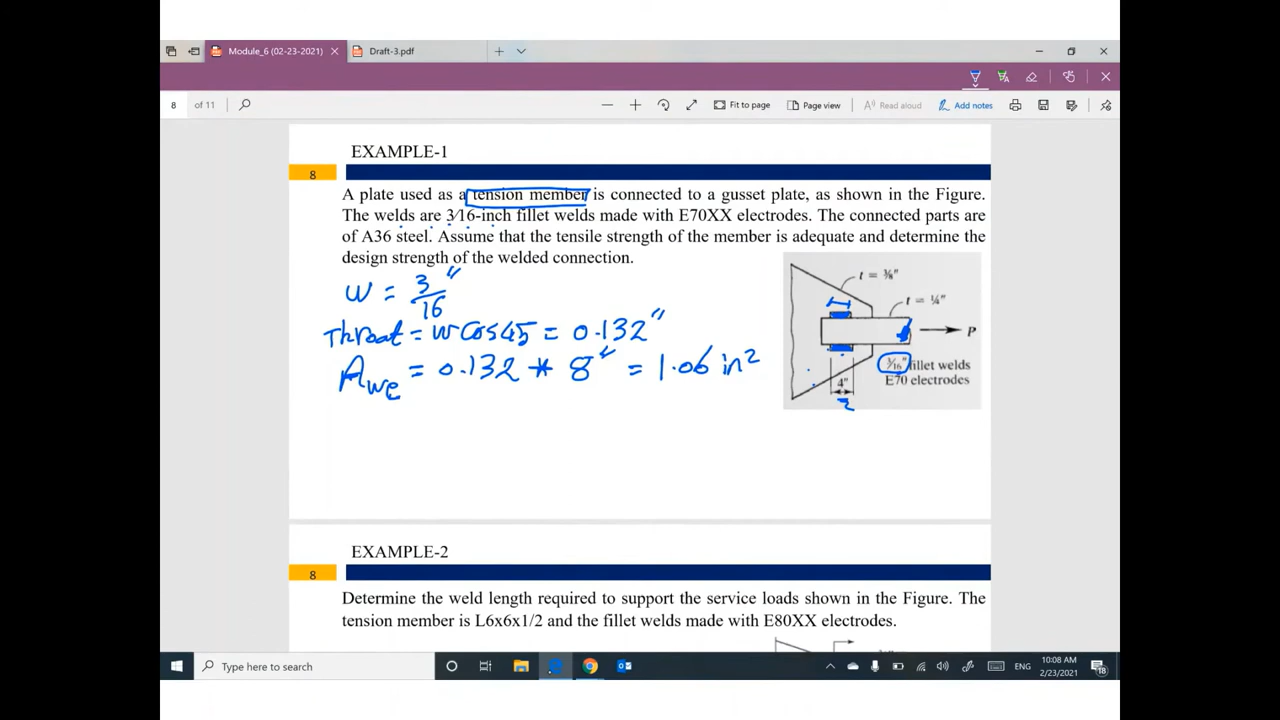 Module_6 (02-23-2021)
Draft-3.pdf
8 of 11
Fit to page
Page view
Read aloud
Add notes
EXAMPLE-1
8
A plate used as a tension member is connected to a gusset plate, as shown in the Figure.
The welds are 3⁄16-inch fillet welds made with E70XX electrodes. The connected parts are
of A36 steel. Assume that the tensile strength of the member is adequate and determine the
design strength of the welded connection.
w = 3/16"
Throat = w cos45 = 0.132"
Awe = 0.132 * 8" = 1.06 in²
t = 3/8"
t = 1/4"
P
3/16" fillet welds
E70 electrodes
4"
EXAMPLE-2
8
Determine the weld length required to support the service loads shown in the Figure. The
tension member is L6x6x1/2 and the fillet welds made with E80XX electrodes.
Type here to search
ENG
10:08 AM
2/23/2021
18